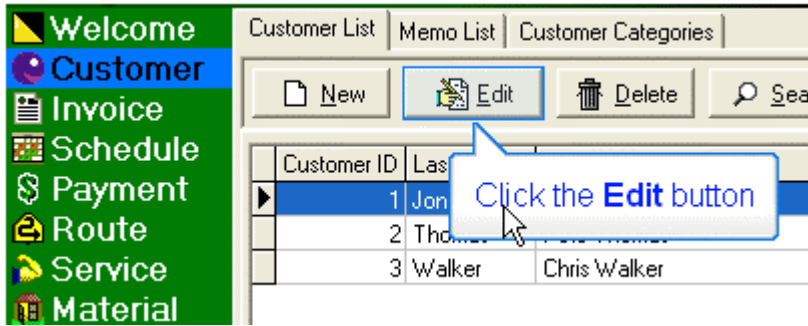 Welcome
Customer
Invoice
Schedule
Payment
Route
Service
Material
Customer List Memo List Customer Categories
New Edit Delete
Customer ID
1
2
3 Walker Chris Walker
Click the Edit button